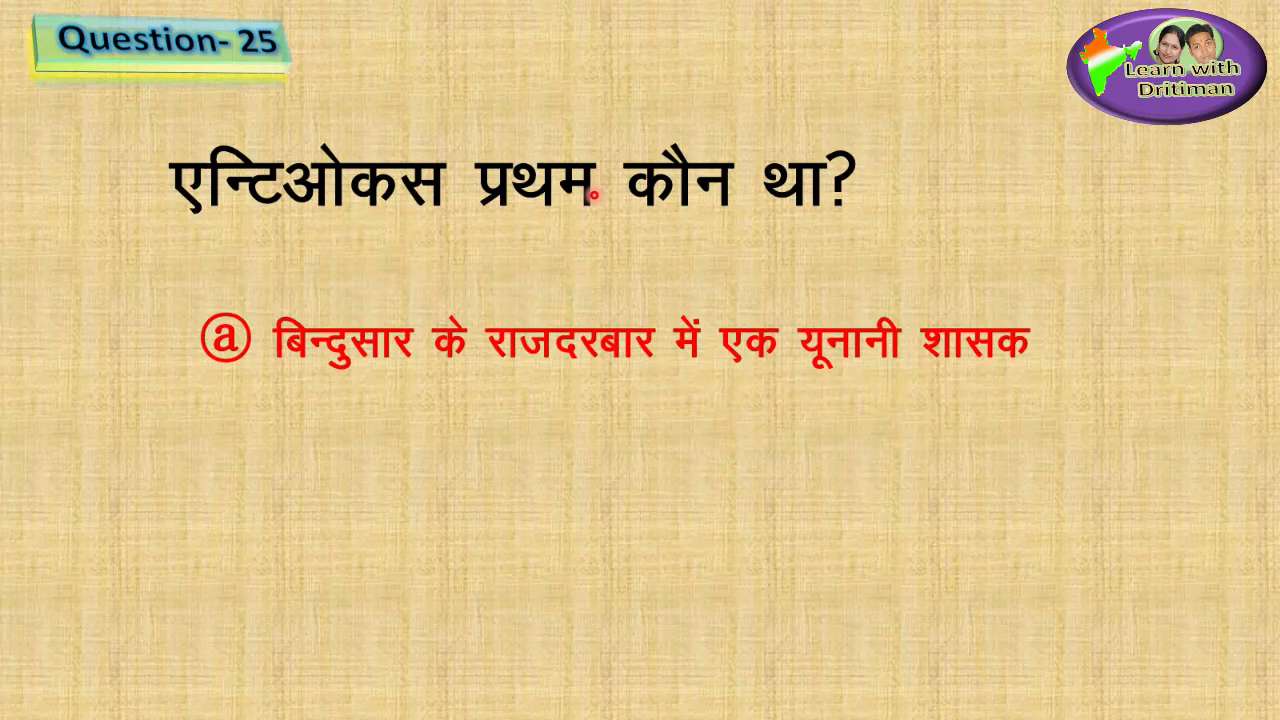 Question- 25
Learn with
Dritiman
एन्टिओकस प्रथम कौन था?
ⓐ बिन्दुसार के राजदरबार में एक यूनानी शासक